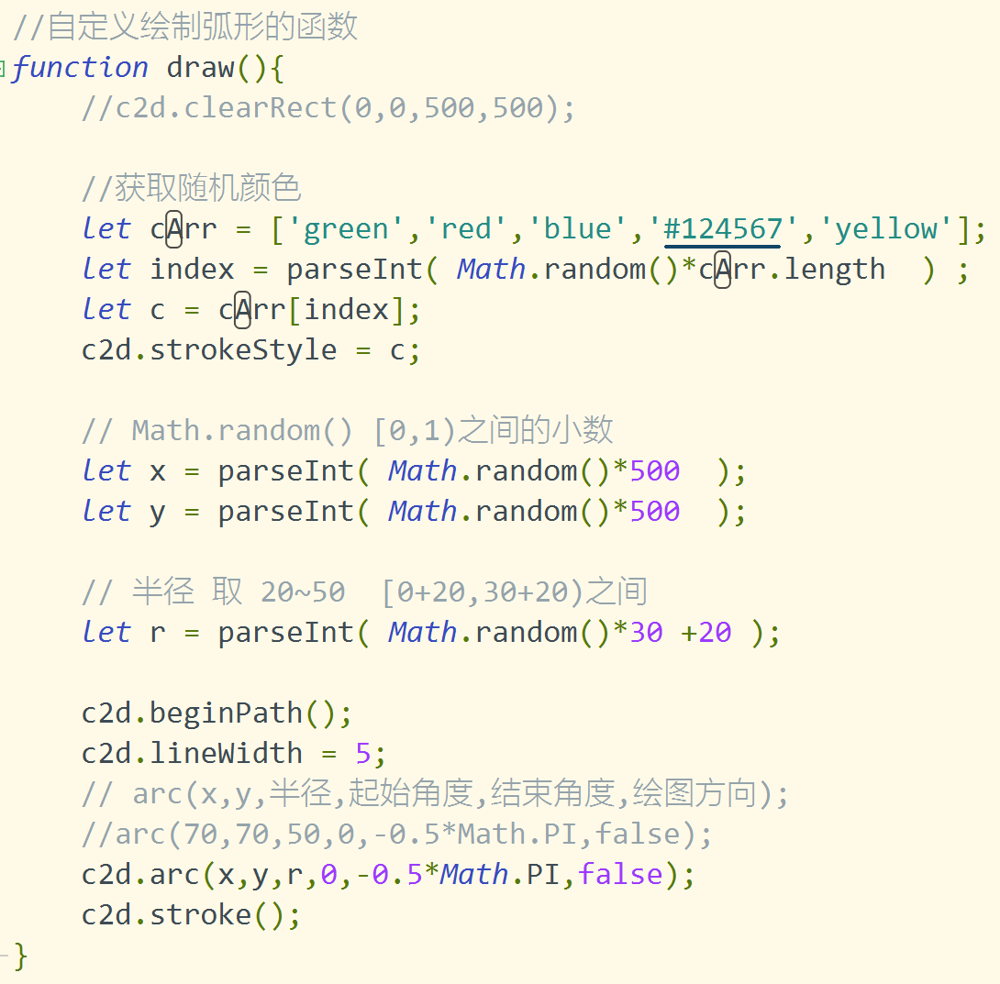 //自定义绘制弧形的函数
function draw(){
//c2d.clearRect(0,0,500,500);
//获取随机颜色
let cArr = ['green','red','blue','#124567','yellow'];
let index = parseInt( Math.random()*cArr.length  ) ;
let c = cArr[index];
c2d.strokeStyle = c;
// Math.random() [0,1)之间的小数
let x = parseInt( Math.random()*500  );
let y = parseInt( Math.random()*500  );
// 半径 取 20~50  [0+20,30+20)之间
let r = parseInt( Math.random()*30 +20 );
c2d.beginPath();
c2d.lineWidth = 5;
// arc(x,y,半径,起始角度,结束角度,绘图方向);
//arc(70,70,50,0,-0.5*Math.PI,false);
c2d.arc(x,y,r,0,-0.5*Math.PI,false);
c2d.stroke();
}